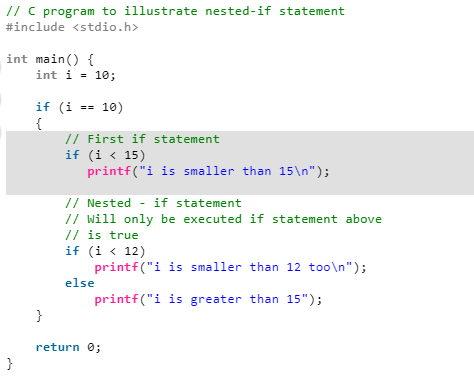 // C program to illustrate nested-if statement
#include <stdio.h>
int main() {
int i = 10;
if (i == 10)
{
// First if statement
if (i < 15)
printf("i is smaller than 15\n");
// Nested - if statement
// Will only be executed if statement above
// is true
if (i < 12)
printf("i is smaller than 12 too\n");
else
printf("i is greater than 15");
}
return 0;
}